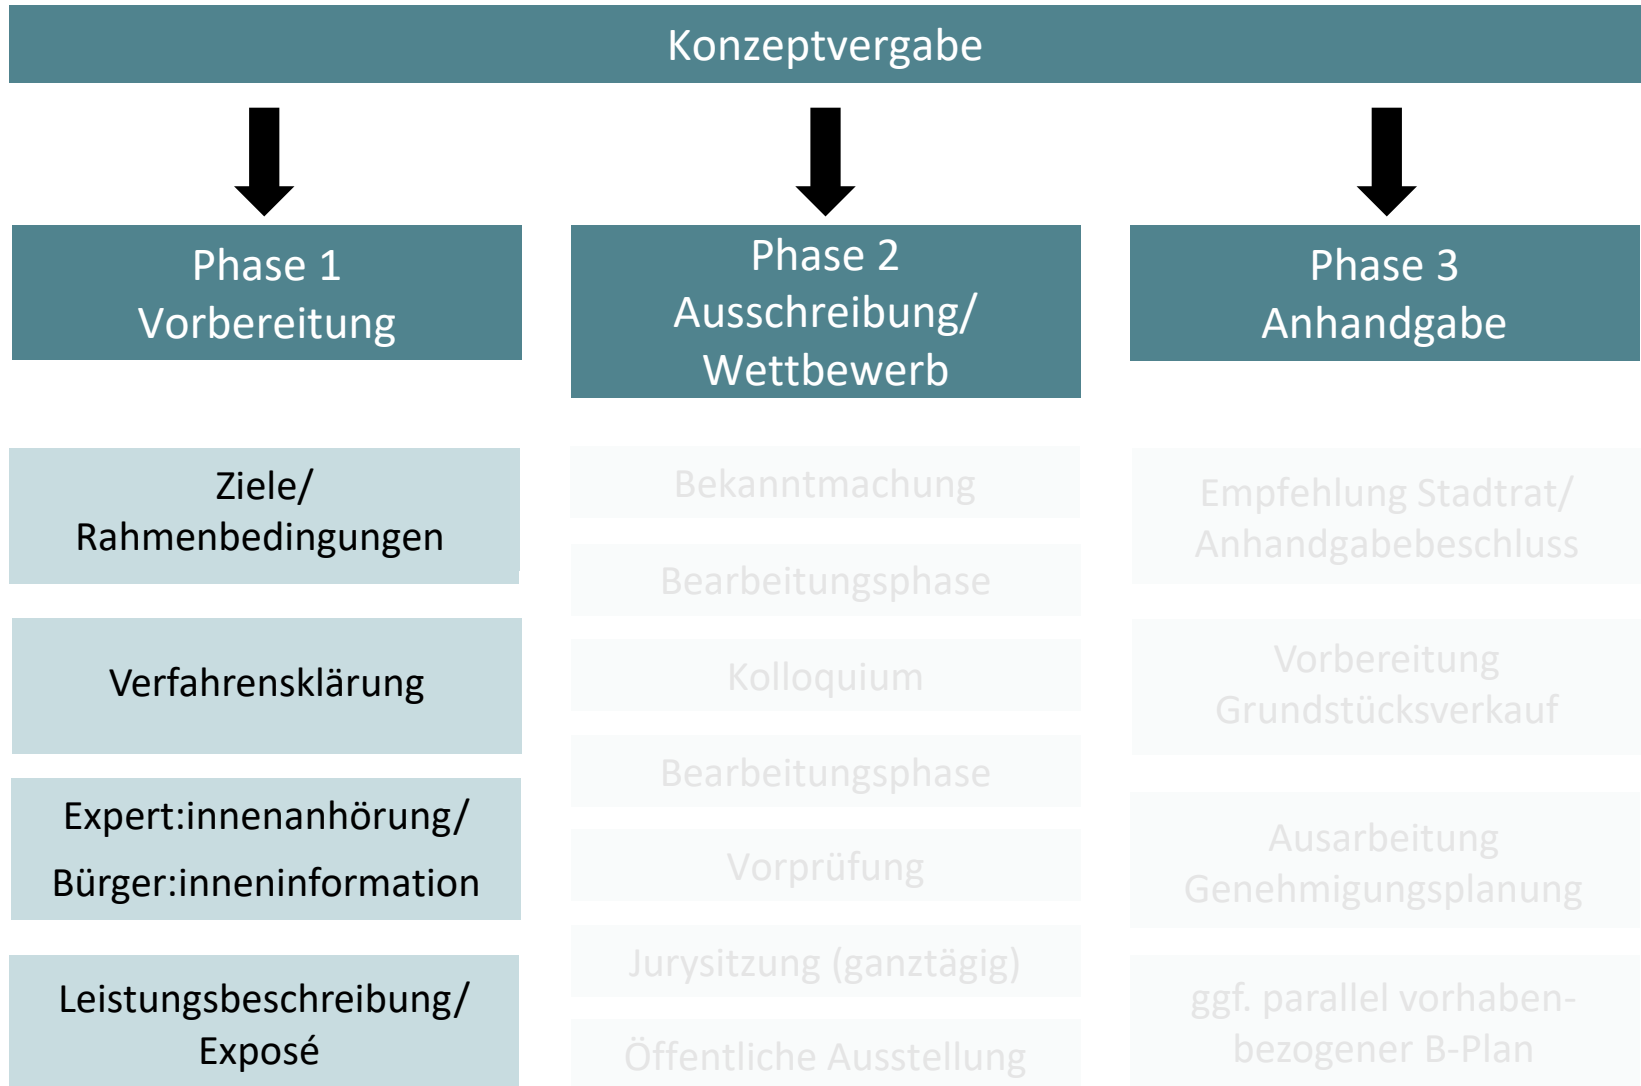 Konzeptvergabe
Phase 1
Vorbereitung
Ziele/
Rahmenbedingungen
Verfahrensklärung
Expert:innenanhörung/
Bürger:inneninformation
Leistungsbeschreibung/
Exposé
Phase 2
Ausschreibung/
Wettbewerb
Bekanntmachung
Bearbeitungsphase
Kolloquium
Bearbeitungsphase
Vorprüfung
Jurysitzung (ganztägig)
Öffentliche Ausstellung
Phase 3
Anhandgabe
Empfehlung Stadtrat/
Anhandgabebeschluss
Vorbereitung
Grundstücksverkauf
Ausarbeitung
Genehmigungsplanung
ggf. parallel vorhaben-
bezogener B-Plan